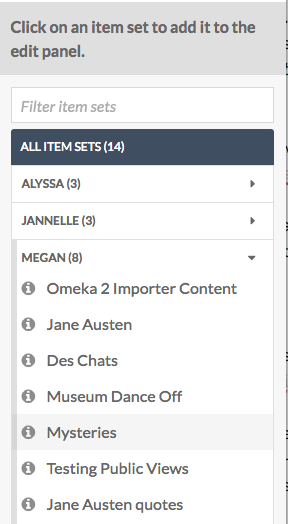 Click on an item set to add it to the
edit panel.
Filter item sets
ALL ITEM SETS (14)
ALYSSA (3)
JANNELLE (3)
MEGAN (8)
Omeka 2 Importer Content
Jane Austen
Des Chats
Museum Dance Off
Mysteries
Testing Public Views
Jane Austen quotes